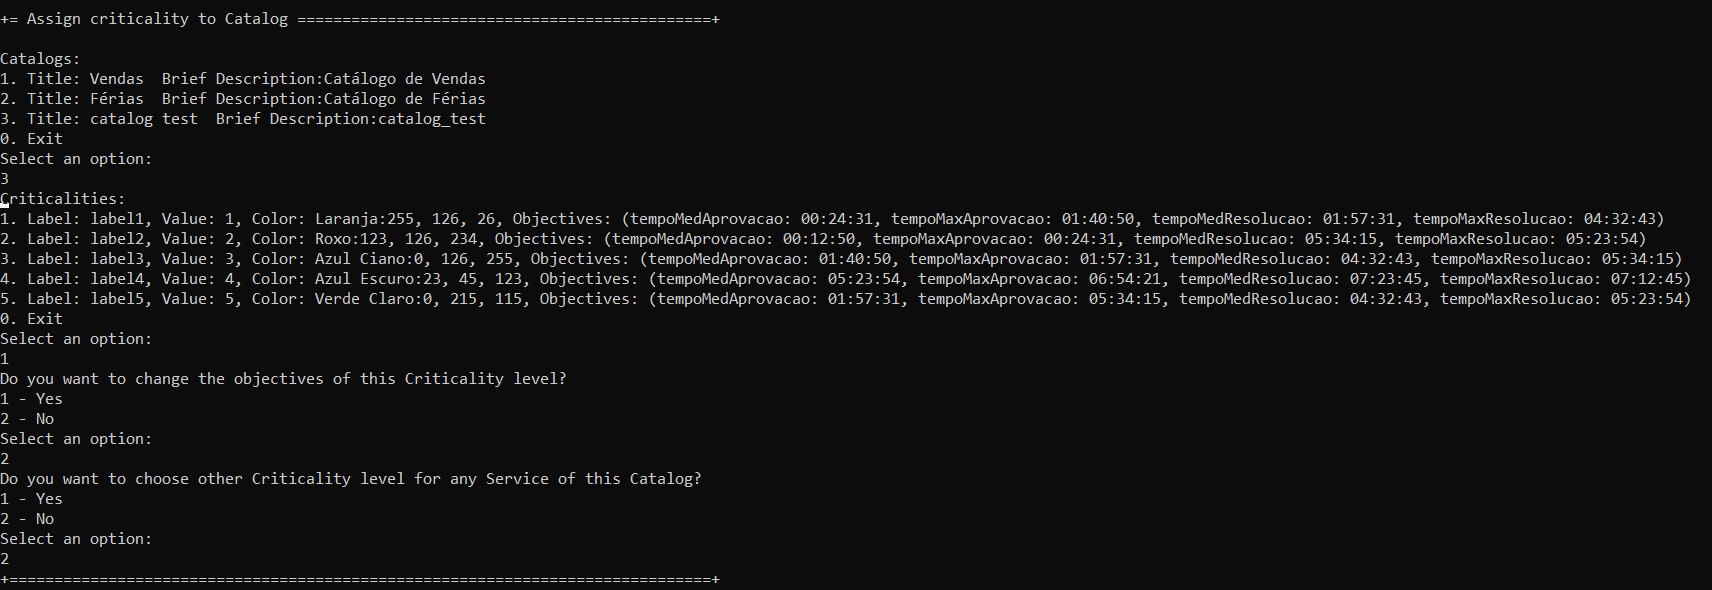 += Assign criticality to Catalog ==============================================+
Catalogs:
1. Title: Vendas  Brief Description:Catálogo de Vendas
2. Title: Férias  Brief Description:Catálogo de Férias
3. Title: catalog test  Brief Description:catalog_test
0. Exit
Select an option:
3
Criticalities:
1. Label: label1, Value: 1, Color: Laranja:255, 126, 26, Objectives: (tempoMedAprovacao: 00:24:31, tempoMaxAprovacao: 01:40:50, tempoMedResolucao: 01:57:31, tempoMaxResolucao: 04:32:43)
2. Label: label2, Value: 2, Color: Roxo:123, 126, 234, Objectives: (tempoMedAprovacao: 00:12:50, tempoMaxAprovacao: 00:24:31, tempoMedResolucao: 05:34:15, tempoMaxResolucao: 05:23:54)
3. Label: label3, Value: 3, Color: Azul Ciano:0, 126, 255, Objectives: (tempoMedAprovacao: 01:40:50, tempoMaxAprovacao: 01:57:31, tempoMedResolucao: 04:32:43, tempoMaxResolucao: 05:34:15)
4. Label: label4, Value: 4, Color: Azul Escuro:23, 45, 123, Objectives: (tempoMedAprovacao: 05:23:54, tempoMaxAprovacao: 06:54:21, tempoMedResolucao: 07:23:45, tempoMaxResolucao: 07:12:45)
5. Label: label5, Value: 5, Color: Verde Claro:0, 215, 115, Objectives: (tempoMedAprovacao: 01:57:31, tempoMaxAprovacao: 05:34:15, tempoMedResolucao: 04:32:43, tempoMaxResolucao: 05:23:54)
0. Exit
Select an option:
1
Do you want to change the objectives of this Criticality level?
1 - Yes
2 - No
Select an option:
2
Do you want to choose other Criticality level for any Service of this Catalog?
1 - Yes
2 - No
Select an option:
2
+==============================================================================+